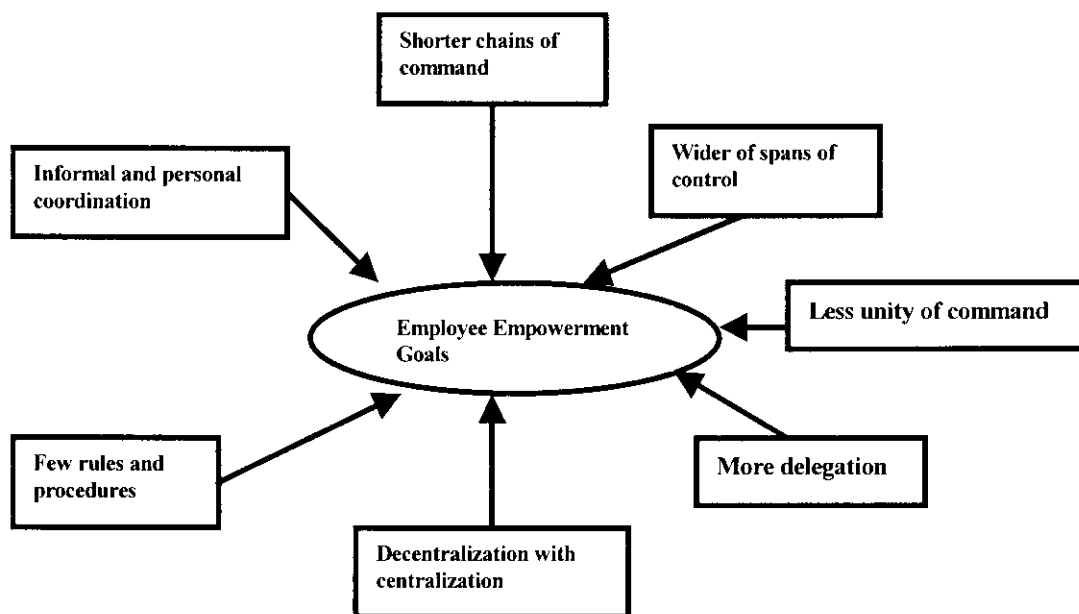 Shorter chains of
command
Wider of spans of
control
Informal and personal
coordination
Less unity of command
Employee Empowerment
Goals
Few rules and
procedures
More delegation
Decentralization with
centralization